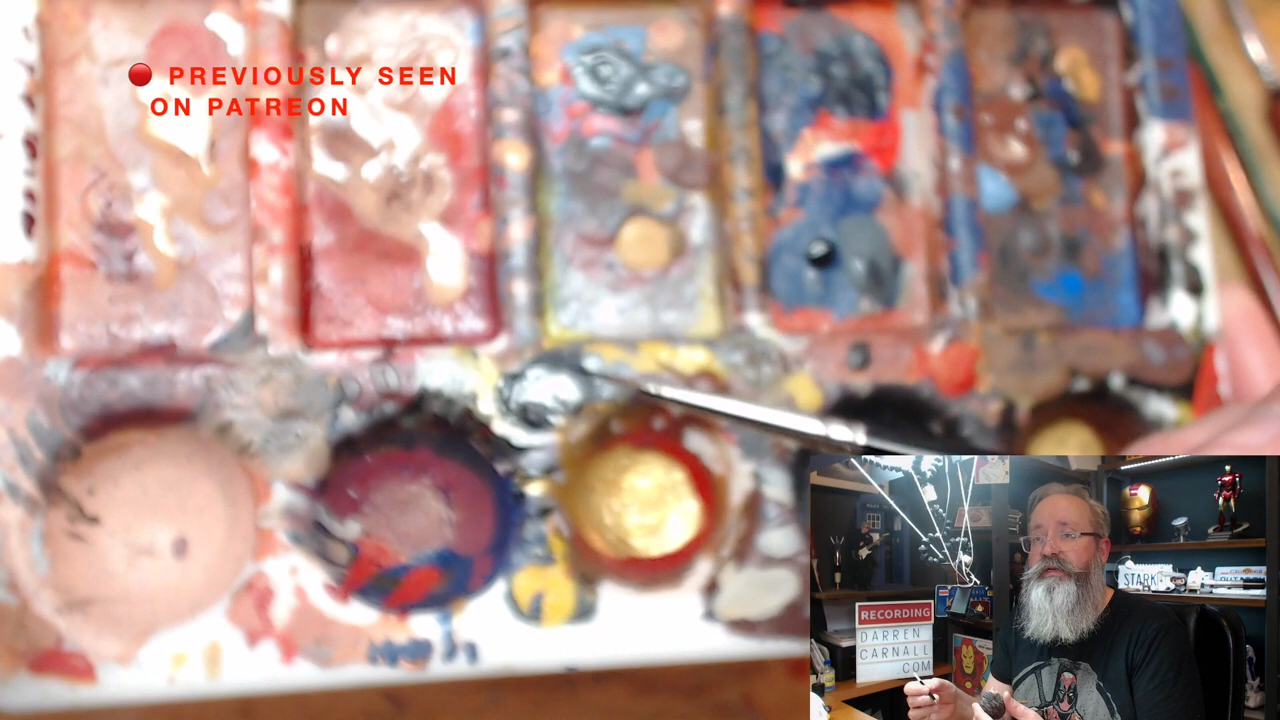 PREVIOUSLY SEEN
ON PATREON
RECORDING
DARREN
CARNALL
COM
STARK